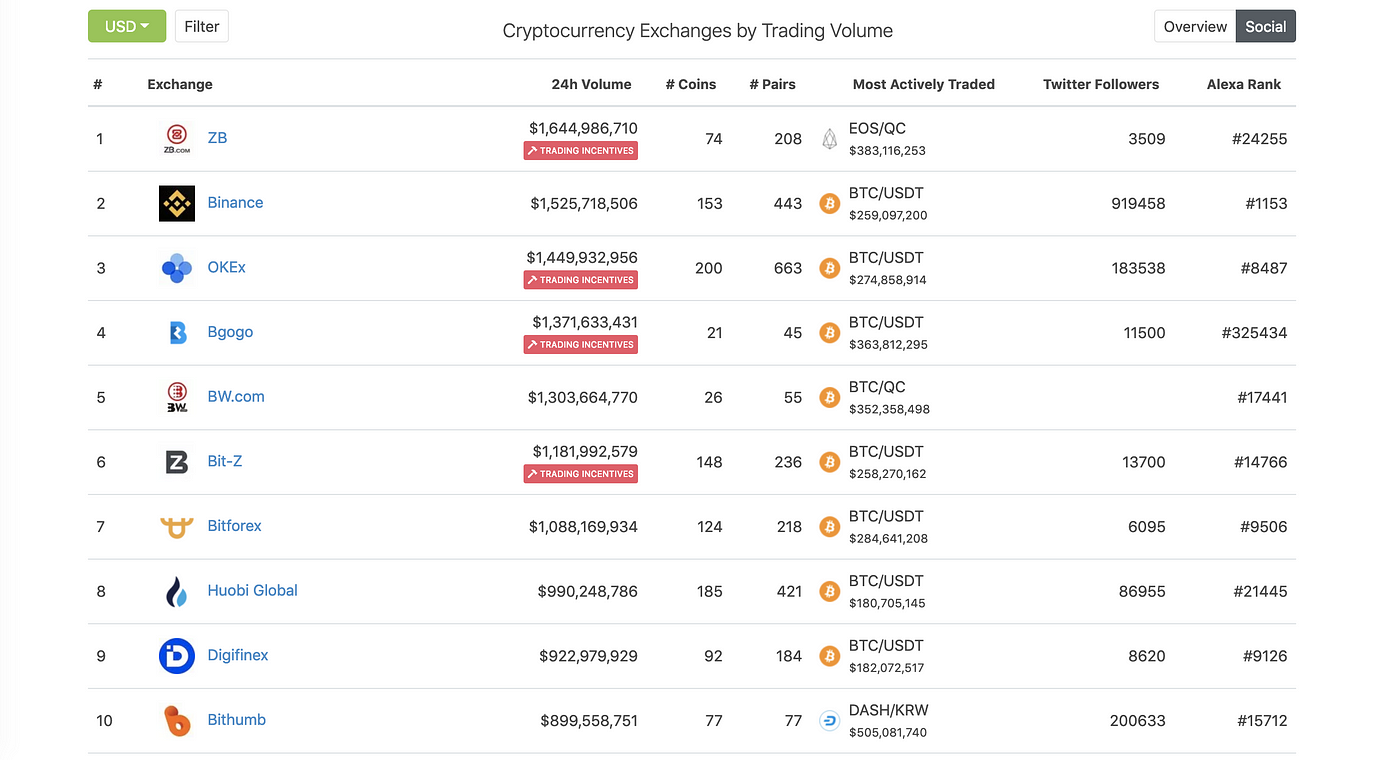 USD Filter Cryptocurrency Exchanges by Trading Volume Overview Social
# Exchange 24h Volume # Coins # Pairs Most Actively Traded Twitter Followers Alexa Rank
1 ZB.COM ZB $1,644,986,710 74 208 EOS/QC 3509 #24255
TRADING INCENTIVES $383,116,253
2 Binance $1,525,718,506 153 443 BTC/USDT 919458 #1153
$259,097,200
3 OKEx $1,449,932,956 200 663 BTC/USDT 183538 #8487
TRADING INCENTIVES $274,858,914
4 Bgogo $1,371,633,431 21 45 BTC/USDT 11500 #325434
TRADING INCENTIVES $363,812,295
5 BW BW.com $1,303,664,770 26 55 BTC/QC #17441
$352,358,498
6 Bit-Z $1,181,992,579 148 236 BTC/USDT 13700 #14766
TRADING INCENTIVES $258,270,162
7 Bitforex $1,088,169,934 124 218 BTC/USDT 6095 #9506
$284,641,208
8 Huobi Global $990,248,786 185 421 BTC/USDT 86955 #21445
$180,705,145
9 Digifinex $922,979,929 92 184 BTC/USDT 8620 #9126
$182,072,517
10 Bithumb $899,558,751 77 77 DASH/KRW 200633 #15712
$505,081,740